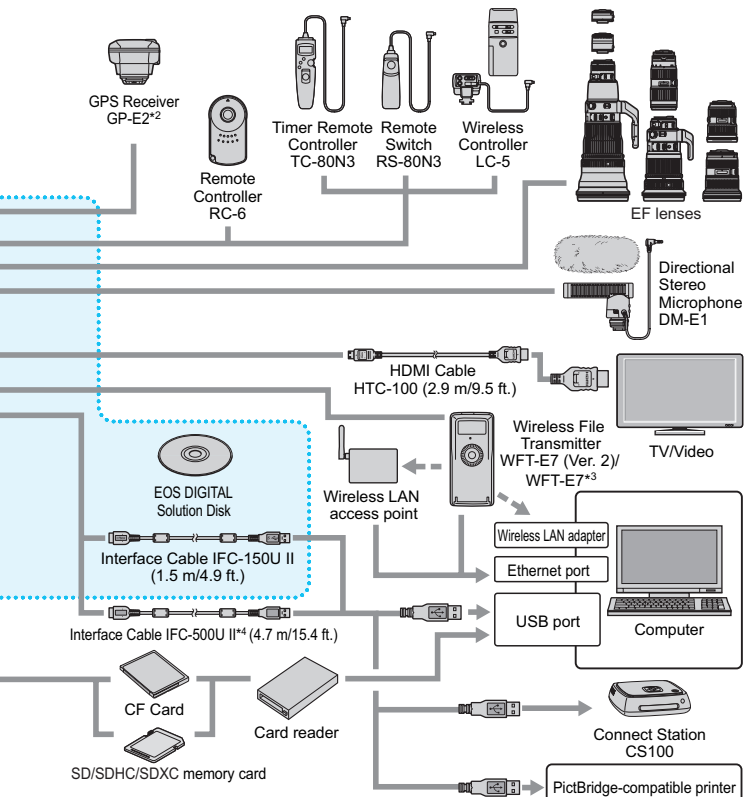 GPS Receiver
GP-E2*2
Remote
Controller
RC-6
Timer Remote
Controller
TC-80N3
Remote
Switch
RS-80N3
Wireless
Controller
LC-5
EF lenses
Directional
Stereo
Microphone
DM-E1
HDMI Cable
HTC-100 (2.9 m/9.5 ft.)
TV/Video
Wireless File
Transmitter
WFT-E7 (Ver. 2)/
WFT-E7*3
Wireless LAN
access point
EOS DIGITAL
Solution Disk
Interface Cable IFC-150U II
(1.5 m/4.9 ft.)
Wireless LAN adapter
Ethernet port
USB port
Computer
Interface Cable IFC-500U II*4 (4.7 m/15.4 ft.)
CF Card
Card reader
SD/SDHC/SDXC memory card
Connect Station
CS100
PictBridge-compatible printer